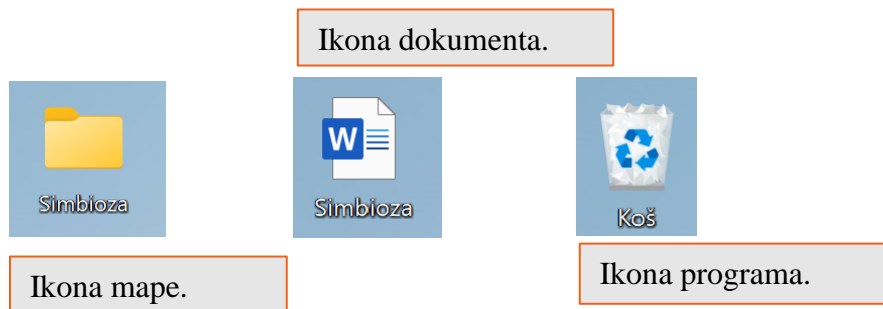 Ikona dokumenta.
W
Simbioza
Simbioza
Koš
Ikona mape.
Ikona programa.